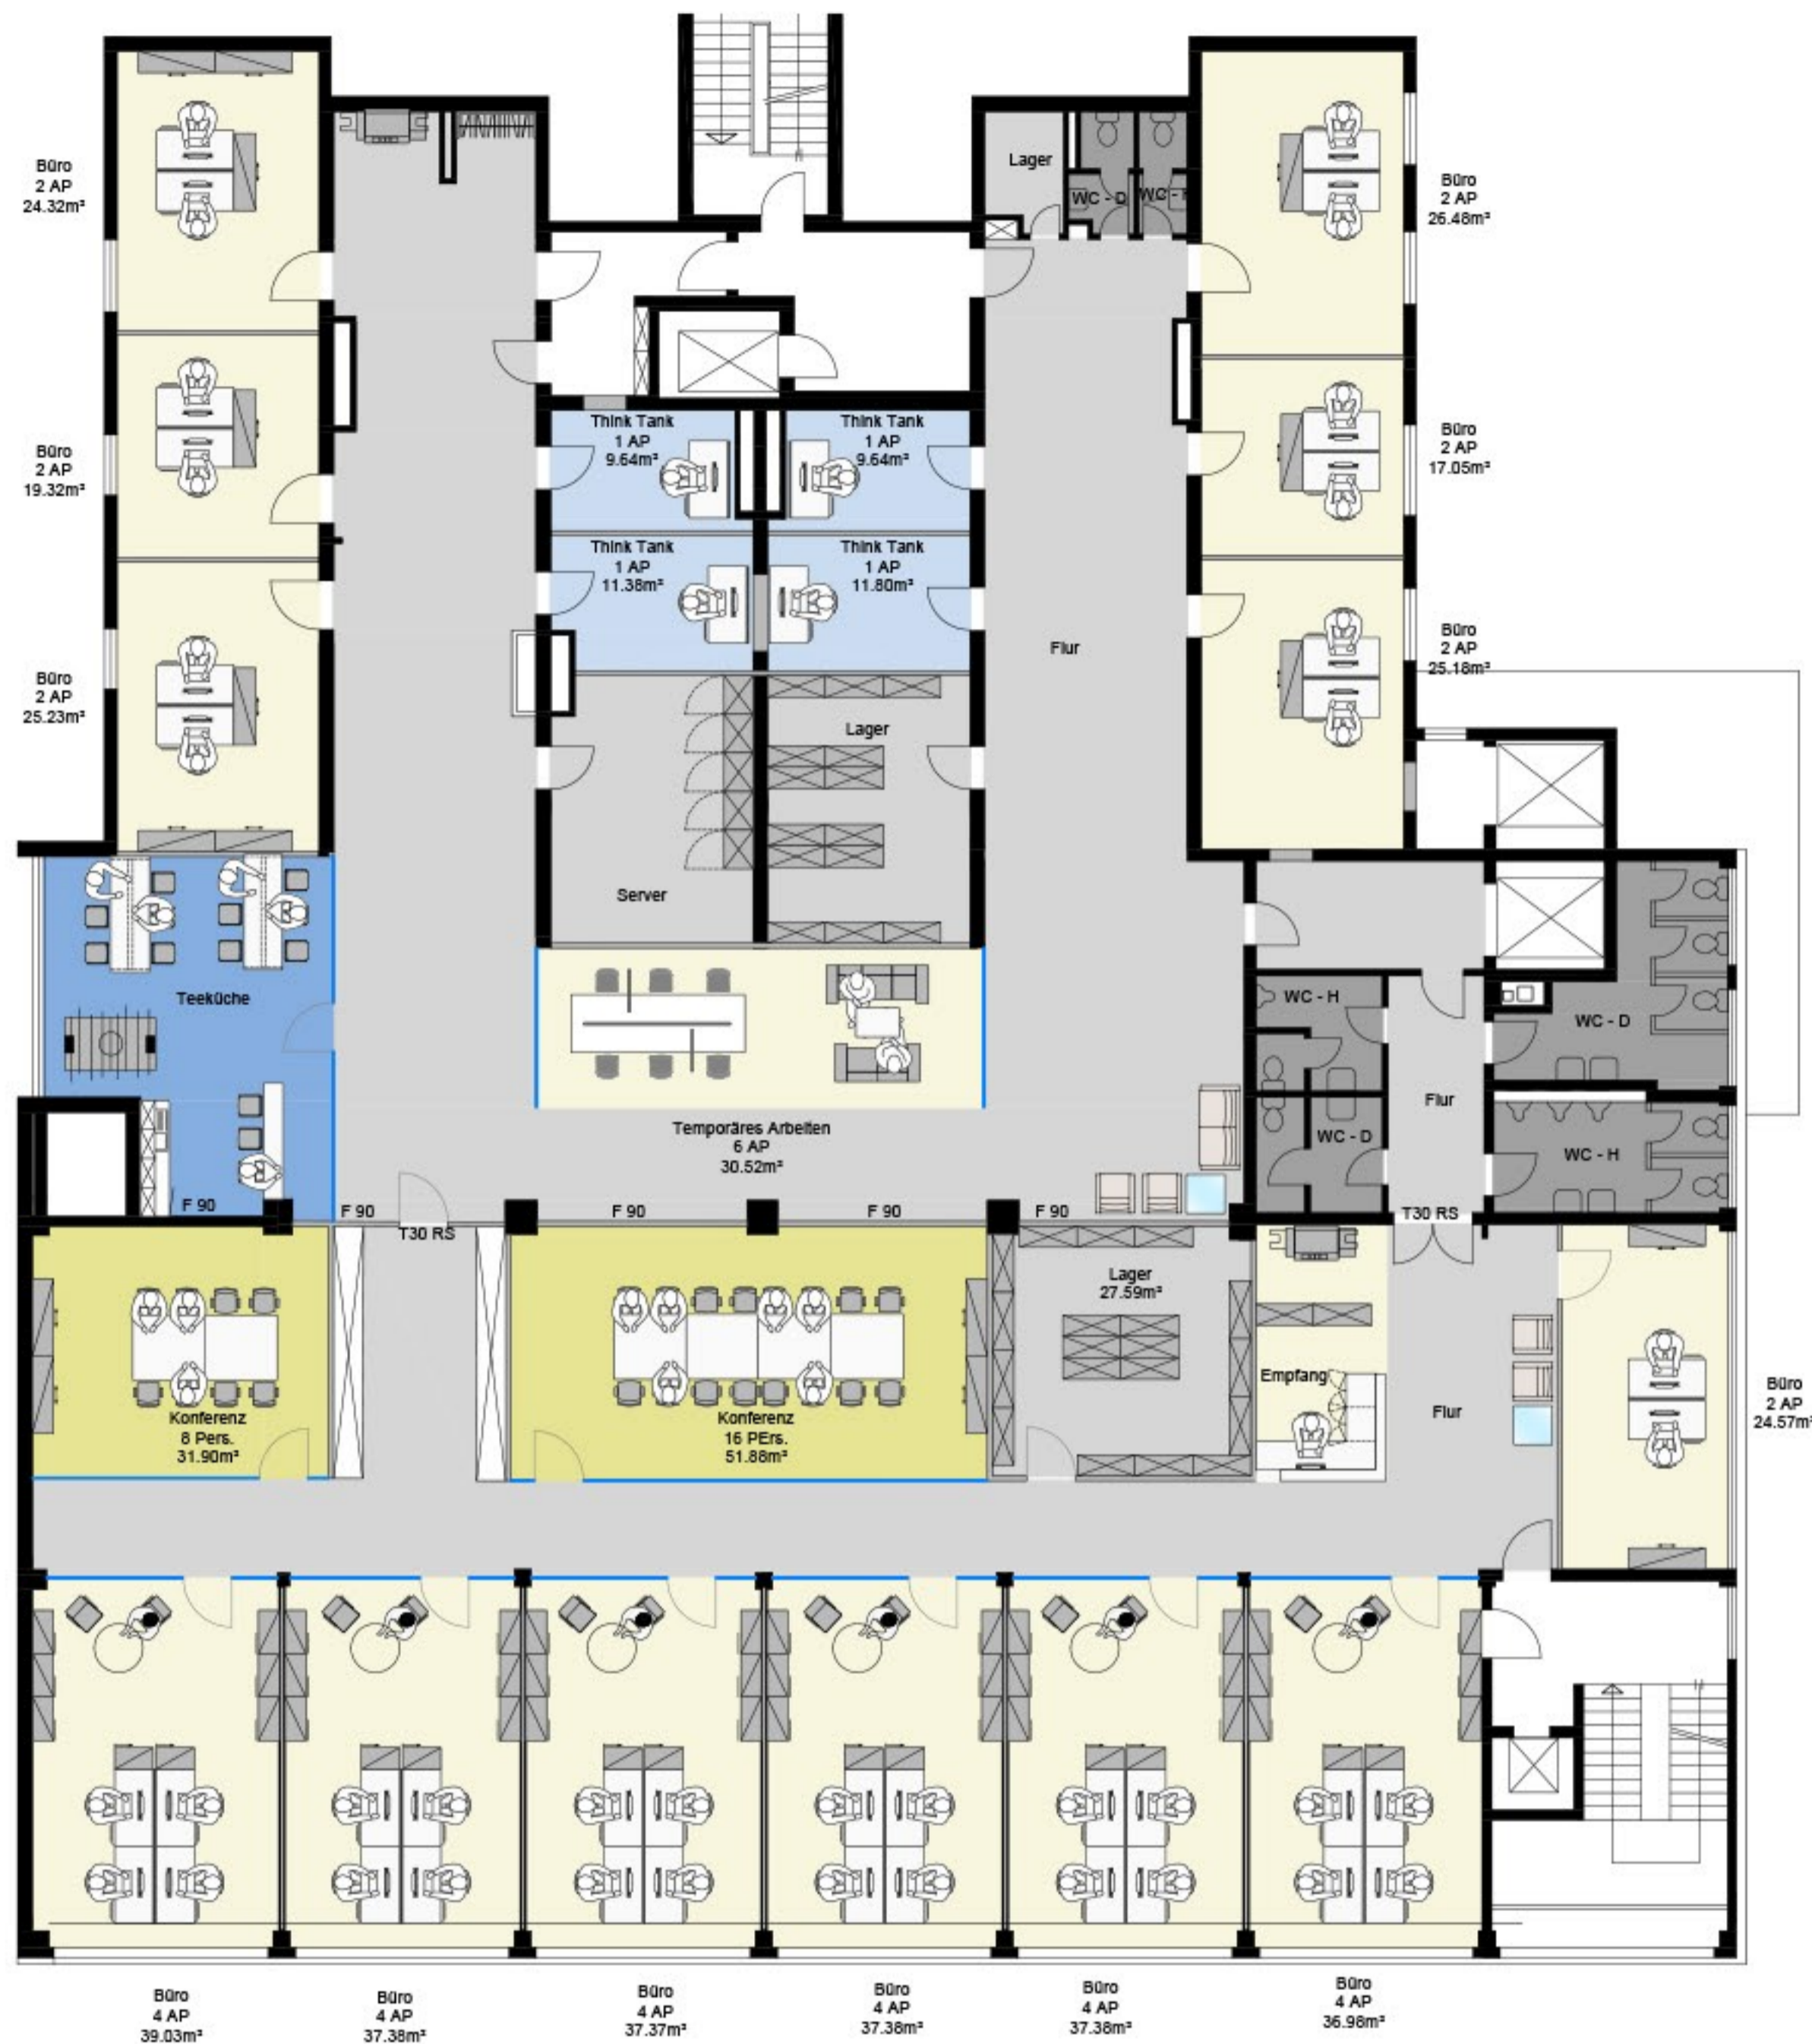 Lager
WC - D
WC -
Büro
2 AP
24.32m²
Büro
2 AP
26.48m²
Think Tank
1 AP
9.64m²
Think Tank
1 AP
9.64m²
Büro
2 AP
19.32m²
Büro
2 AP
17.05m²
Think Tank
1 AP
11.38m²
Think Tank
1 AP
11.80m²
Flur
Büro
2 AP
25.18m²
Büro
2 AP
25.23m²
Lager
Server
Teeküche
WC - H
WC - D
Flur
Temporäres Arbeiten
6 AP
30.52m²
WC - D
WC - H
F 90
F 90
F 90
F 90
F 90
T30 RS
T30 RS
Lager
27.59m²
Empfang
Flur
Büro
2 AP
24.57m²
Konferenz
8 Pers.
31.90m²
Konferenz
16 PErs.
51.88m²
Büro
4 AP
39.03m²
Büro
4 AP
37.38m²
Büro
4 AP
37.37m²
Büro
4 AP
37.38m²
Büro
4 AP
37.38m²
Büro
4 AP
36.98m²